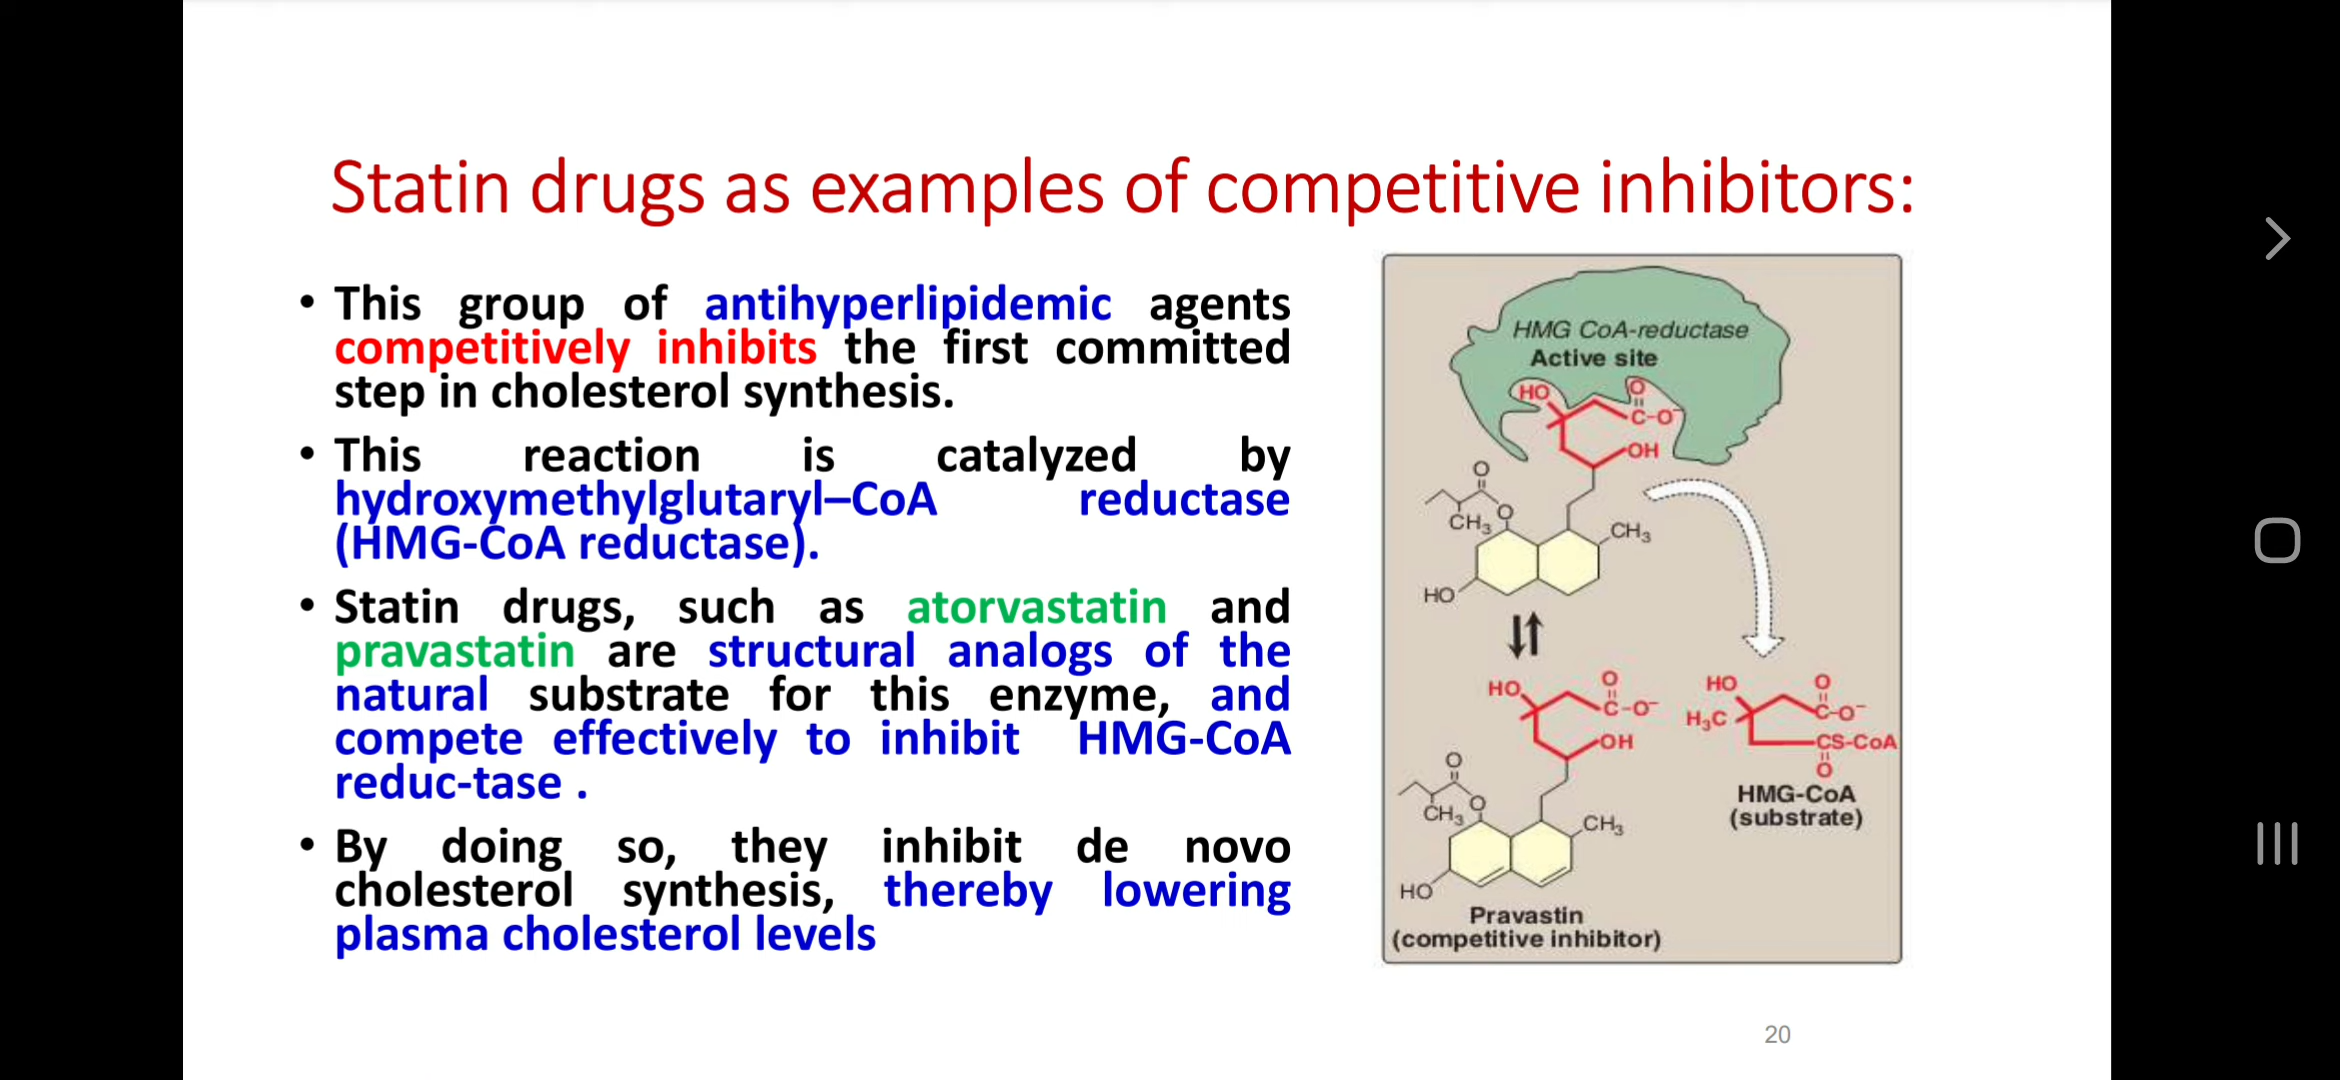 Statin drugs as examples of competitive inhibitors:
• This group of antihyperlipidemic agents
competitively inhibits the first committed
step in cholesterol synthesis.
• This reaction is catalyzed by
hydroxymethylglutaryl–CoA reductase
(HMG-CoA reductase).
• Statin drugs, such as atorvastatin and
pravastatin are structural analogs of the
natural substrate for this enzyme, and
compete effectively to inhibit HMG-CoA
reduc-tase .
• By doing so, they inhibit de novo
cholesterol synthesis, thereby lowering
plasma cholesterol levels
HMG CoA-reductase
Active site
HO
O
C-O⁻
OH
O
O
CH₃
CH₃
HO
HO
O
C-O⁻
OH
O
O
CH₃
CH₃
HO
Pravastin
(competitive inhibitor)
HO
O
H₃C
C-O⁻
CS-CoA
O
HMG-CoA
(substrate)
20